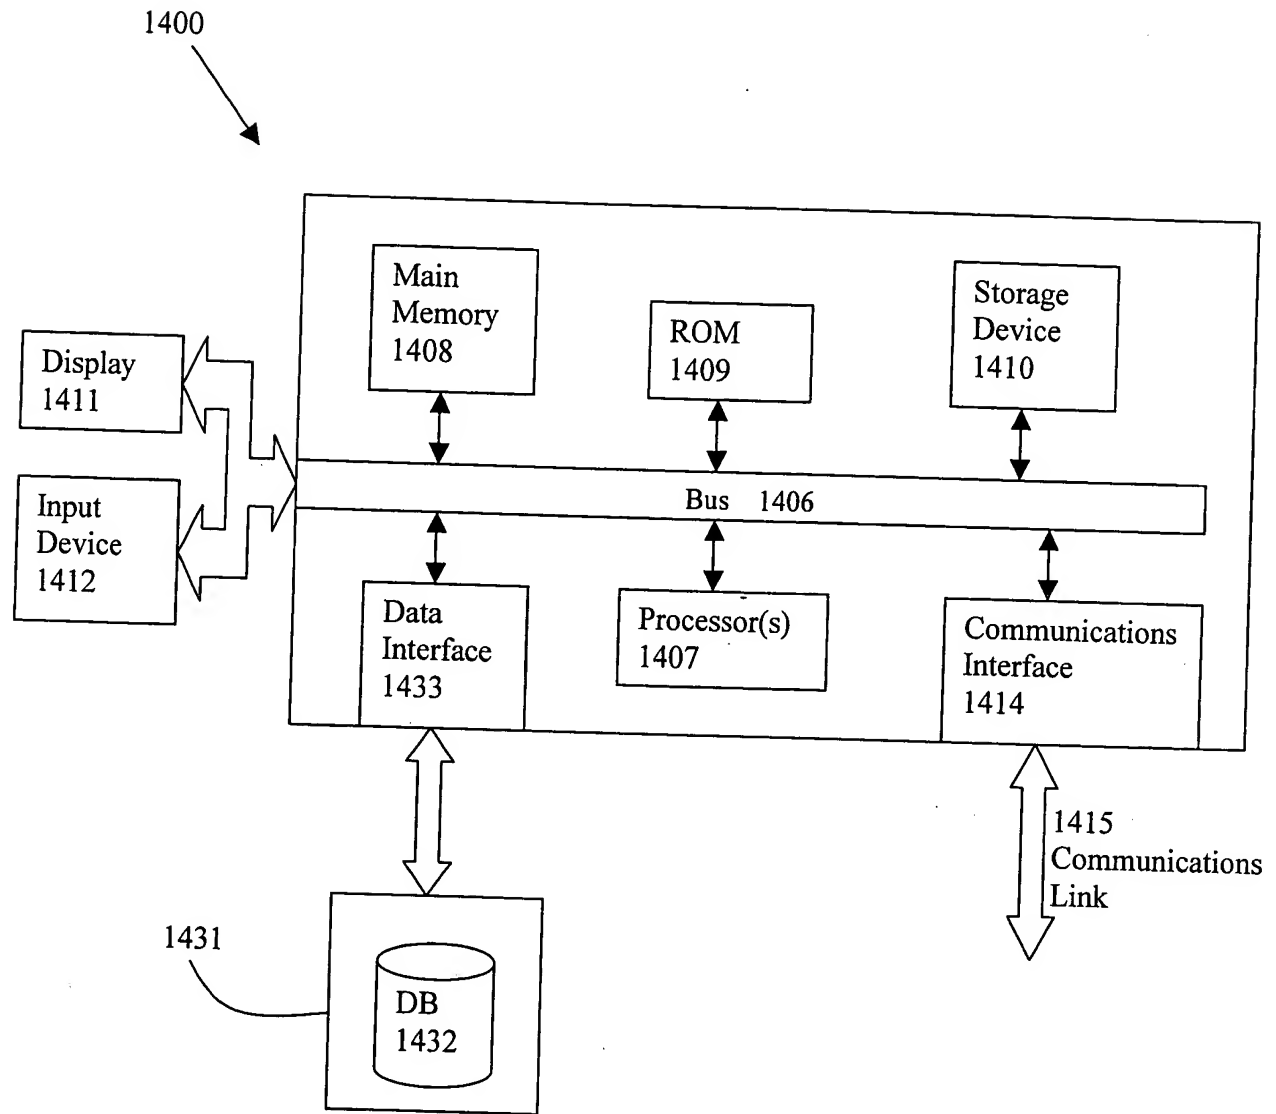 1400
Main
Memory
1408
ROM
1409
Storage
Device
1410
Display
1411
Input
Device
1412
Bus 1406
Data
Interface
1433
Processor(s)
1407
Communications
Interface
1414
1415
Communications
Link
1431
DB
1432